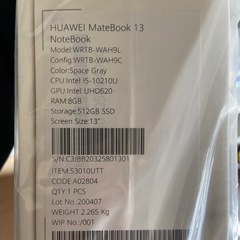 HUAWEI MateBook 13
NoteBook
Model:WRTB-WAH9L
Config:WRTB-WAH9C
Color:Space Gray
CPU:Intel i5-10210U
GPU:Intel UHD620
RAM:8GB
Storage:512GB SSD
Screen Size:13"
S/N:C3JBB20325801301
iTEM:53010UTT
CODE:A02804
QTY:1 PCS
Lot No.:200407
WEIGHT:2.265 Kg
WIP No.:/001